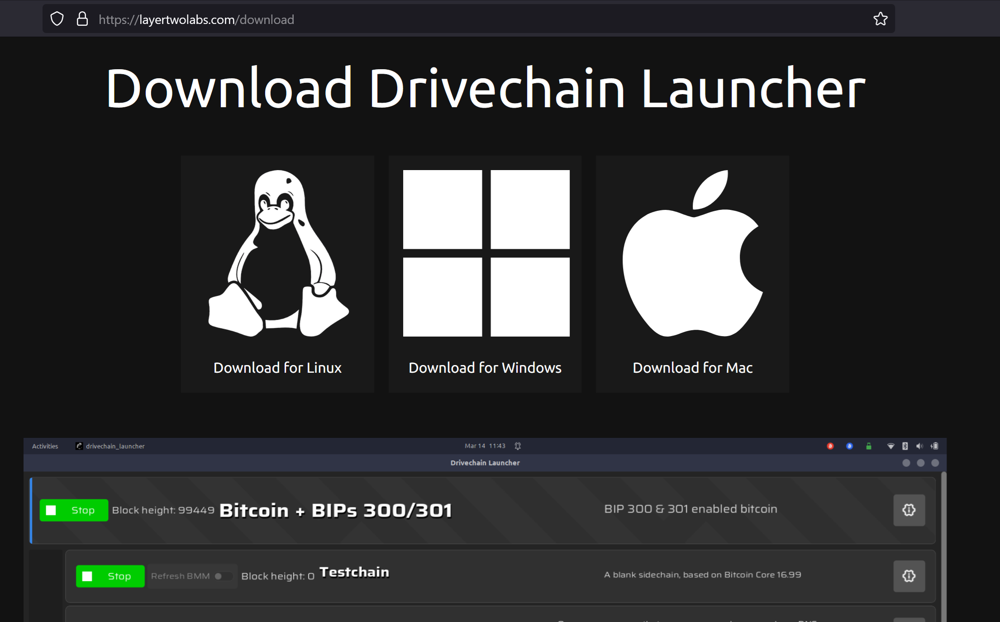 https://layertwolabs.com/download
Download Drivechain Launcher
Download for Linux
Download for Windows
Download for Mac
Activities drivechain_launcher Mar 14 11:43
Drivechain Launcher
Stop Block height: 99449 Bitcoin + BIPs 300/301 BIP 300 & 301 enabled bitcoin
Stop Refresh BMM Block height: 0 Testchain A blank sidechain, based on Bitcoin Core 16.99